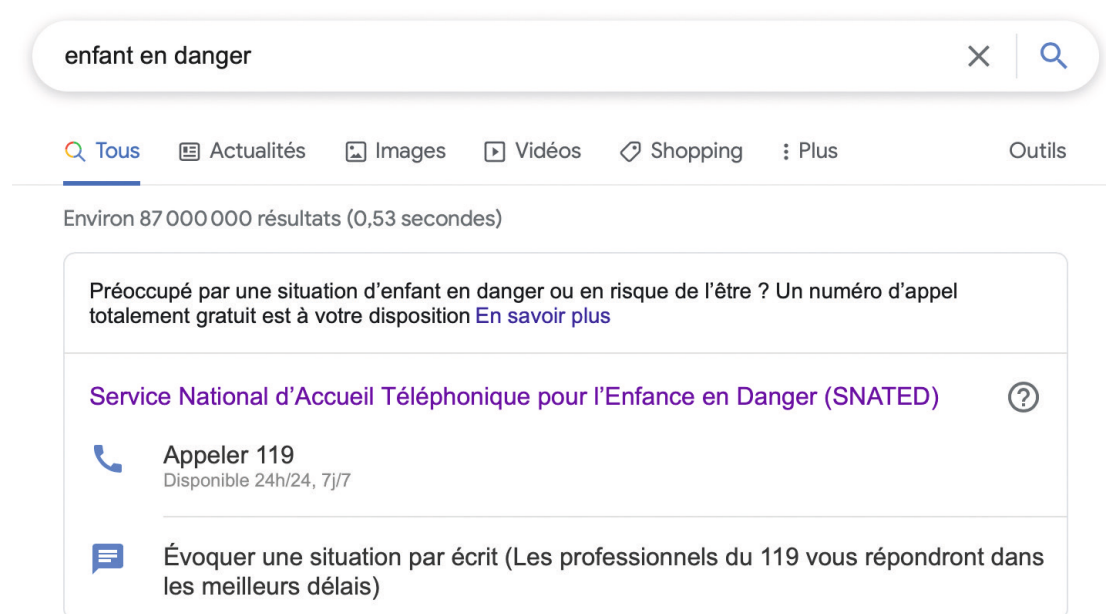 enfant en danger
Tous Actualités Images Vidéos Shopping Plus Outils
Environ 87 000 000 résultats (0,53 secondes)
Préoccupé par une situation d’enfant en danger ou en risque de l’être ? Un numéro d’appel
totalement gratuit est à votre disposition En savoir plus
Service National d’Accueil Téléphonique pour l’Enfance en Danger (SNATED)
Appeler 119
Disponible 24h/24, 7j/7
Évoquer une situation par écrit (Les professionnels du 119 vous répondront dans
les meilleurs délais)